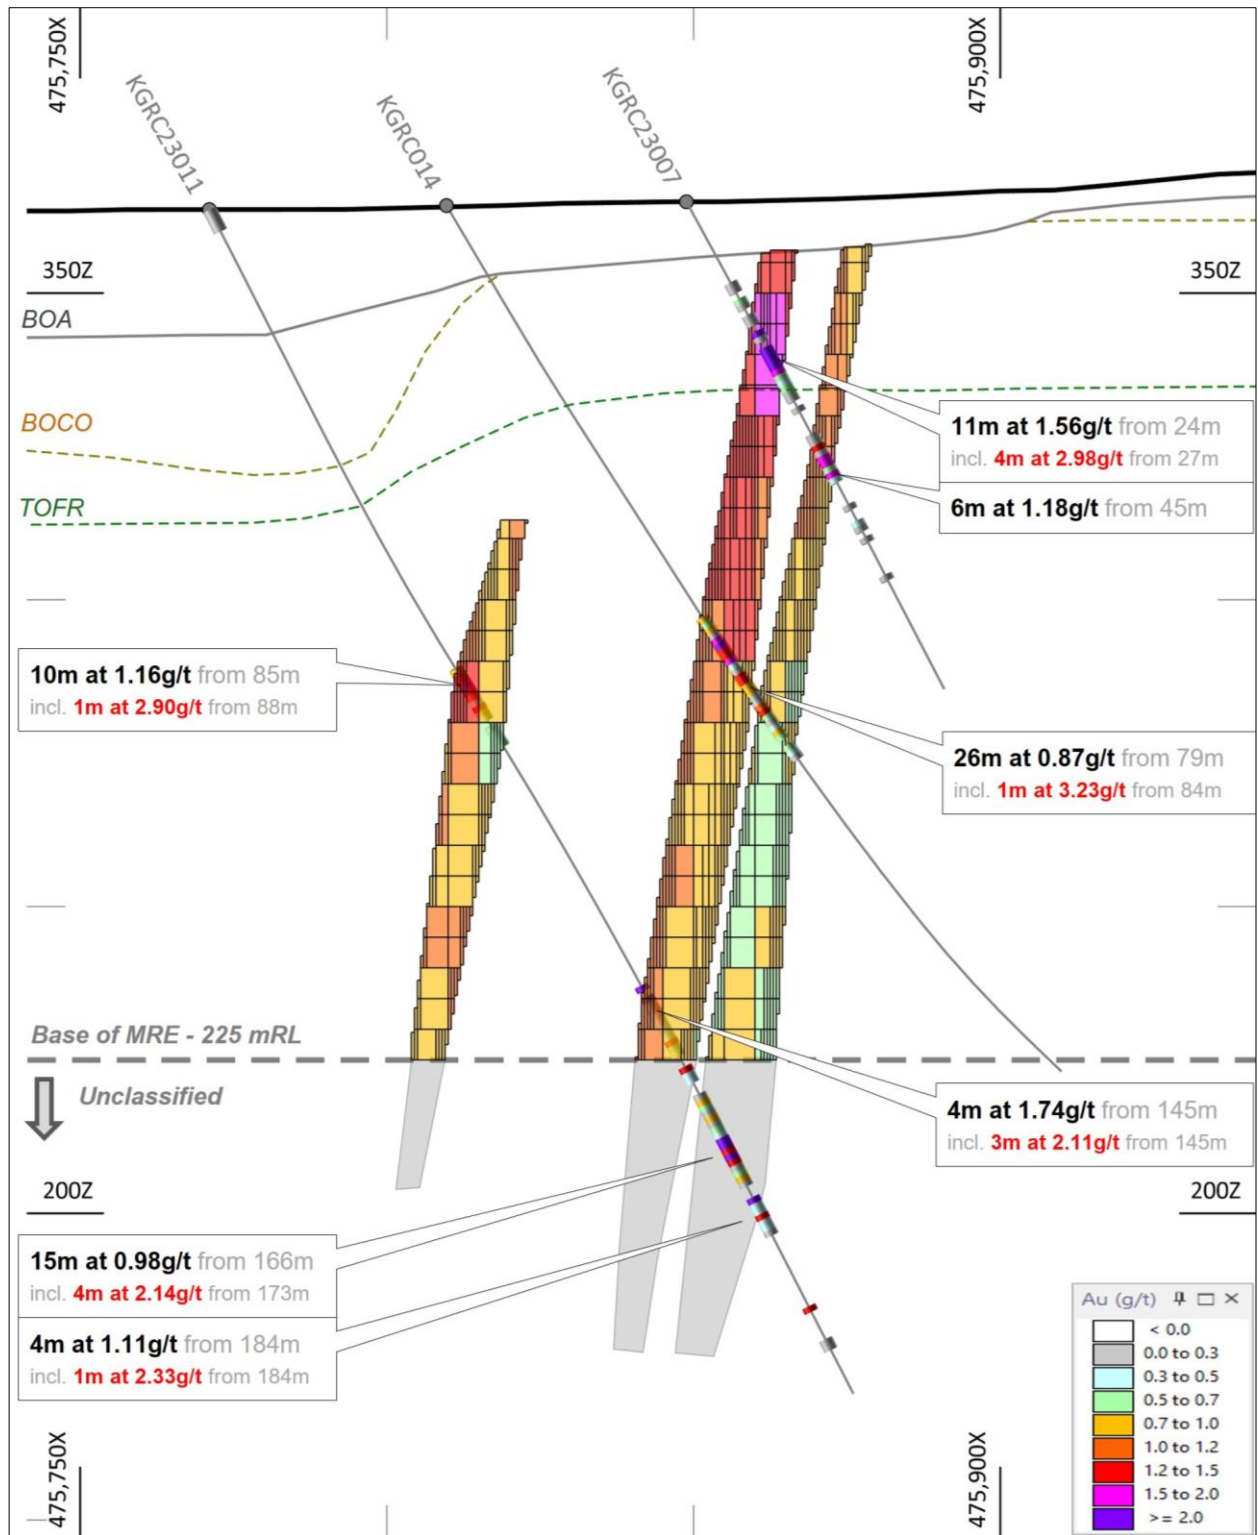 475,750X
475,900X
KGRC23011
KGRC014
KGRC23007
350Z
350Z
BOA
BOCO
TOFR
11m at 1.56g/t from 24m
incl. 4m at 2.98g/t from 27m
6m at 1.18g/t from 45m
10m at 1.16g/t from 85m
incl. 1m at 2.90g/t from 88m
26m at 0.87g/t from 79m
incl. 1m at 3.23g/t from 84m
Base of MRE - 225 mRL
Unclassified
4m at 1.74g/t from 145m
incl. 3m at 2.11g/t from 145m
200Z
200Z
15m at 0.98g/t from 166m
incl. 4m at 2.14g/t from 173m
4m at 1.11g/t from 184m
incl. 1m at 2.33g/t from 184m
Au (g/t)
< 0.0
0.0 to 0.3
0.3 to 0.5
0.5 to 0.7
0.7 to 1.0
1.0 to 1.2
1.2 to 1.5
1.5 to 2.0
>= 2.0
475,750X
475,900X